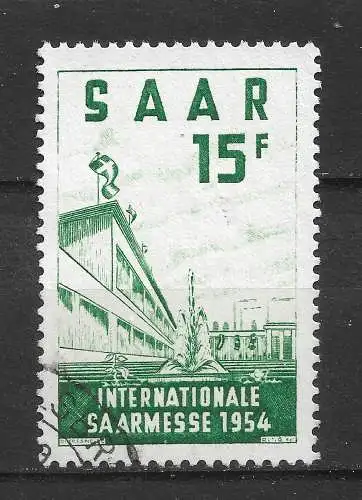 SAAR
15F
INTERNATIONALE
SAARMESSE 1954